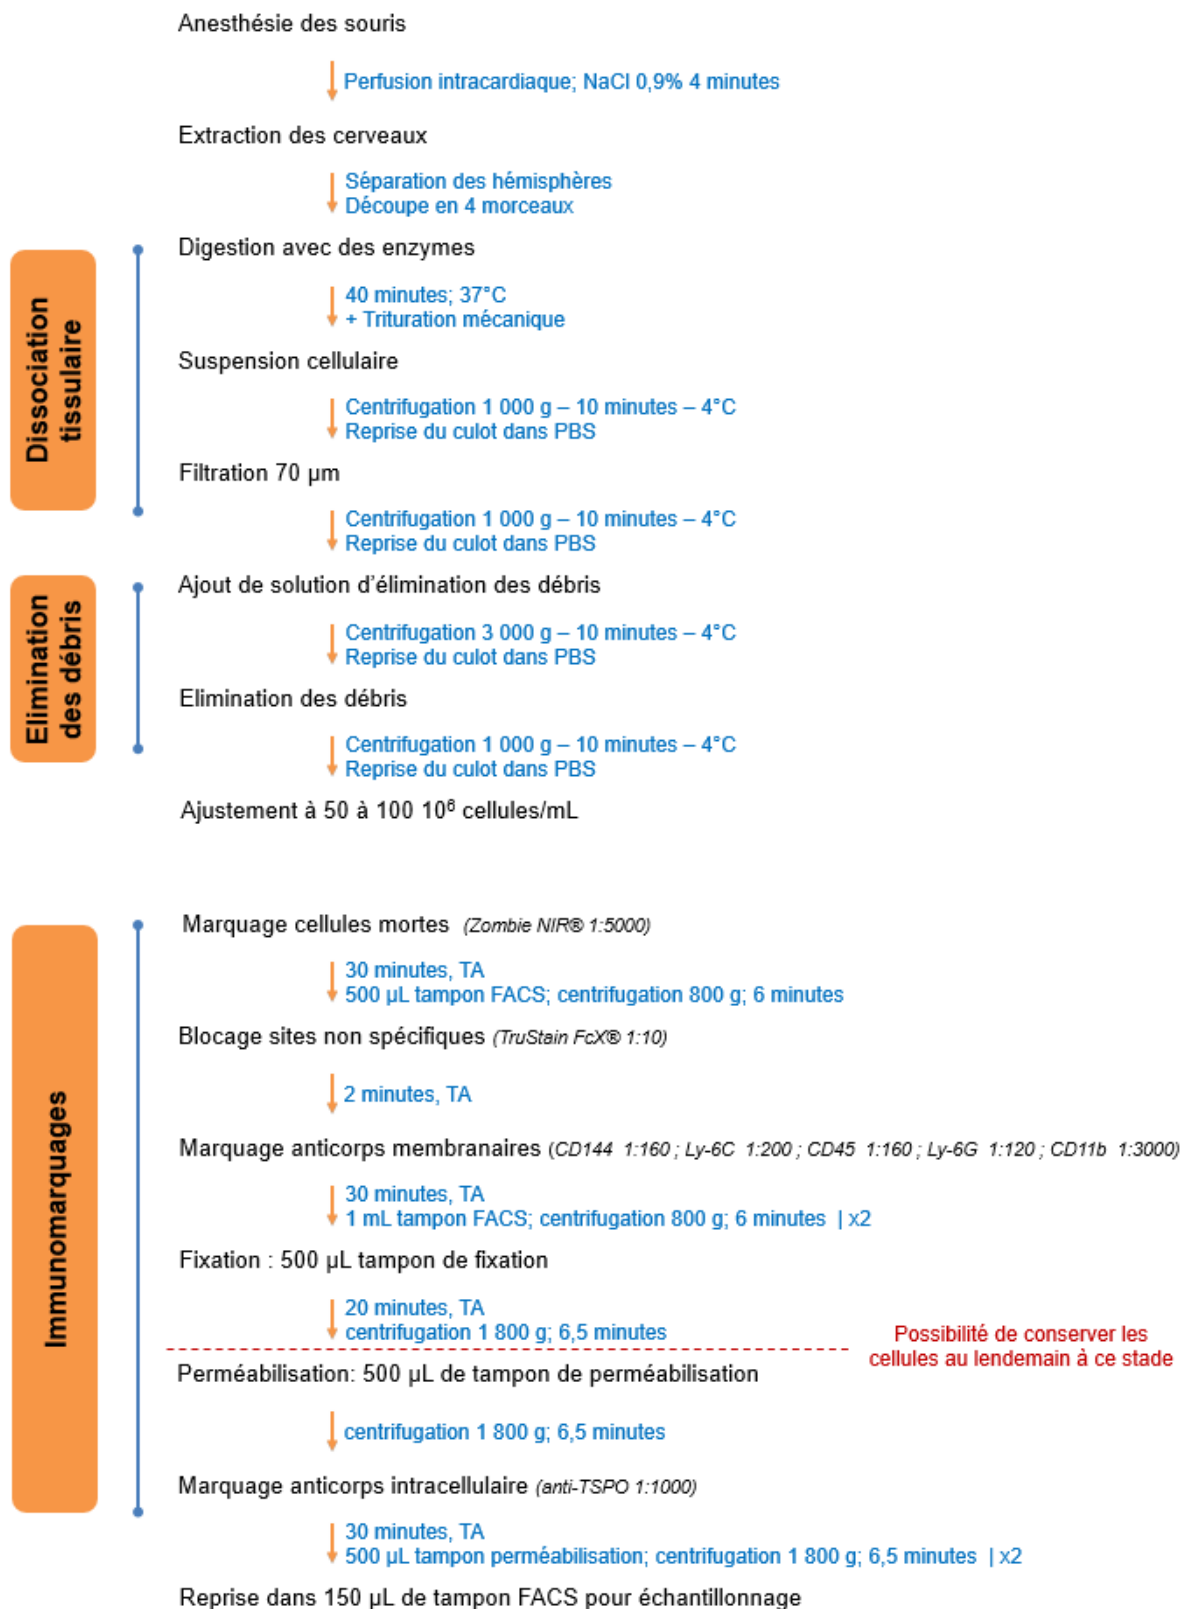 Anesthésie des souris
Perfusion intracardiaque; NaCl 0,9% 4 minutes
Extraction des cerveaux
Séparation des hémisphères
Découpe en 4 morceaux
Dissociation
tissulaire
Digestion avec des enzymes
40 minutes; 37°C
+ Trituration mécanique
Suspension cellulaire
Centrifugation 1 000 g – 10 minutes – 4°C
Reprise du culot dans PBS
Filtration 70 µm
Centrifugation 1 000 g – 10 minutes – 4°C
Reprise du culot dans PBS
Elimination
des débris
Ajout de solution d'élimination des débris
Centrifugation 3 000 g – 10 minutes – 4°C
Reprise du culot dans PBS
Elimination des débris
Centrifugation 1 000 g – 10 minutes – 4°C
Reprise du culot dans PBS
Ajustement à 50 à 100 10⁶ cellules/mL
Immunomarquages
Marquage cellules mortes (Zombie NIR® 1:5000)
30 minutes, TA
500 µL tampon FACS; centrifugation 800 g; 6 minutes
Blocage sites non spécifiques (TruStain FcX® 1:10)
2 minutes, TA
Marquage anticorps membranaires (CD144 1:160 ; Ly-6C 1:200 ; CD45 1:160 ; Ly-6G 1:120 ; CD11b 1:3000)
30 minutes, TA
1 mL tampon FACS; centrifugation 800 g; 6 minutes | x2
Fixation : 500 µL tampon de fixation
20 minutes, TA
centrifugation 1 800 g; 6,5 minutes
Possibilité de conserver les
cellules au lendemain à ce stade
Perméabilisation: 500 µL de tampon de perméabilisation
centrifugation 1 800 g; 6,5 minutes
Marquage anticorps intracellulaire (anti-TSPO 1:1000)
30 minutes, TA
500 µL tampon perméabilisation; centrifugation 1 800 g; 6,5 minutes | x2
Reprise dans 150 µL de tampon FACS pour échantillonnage